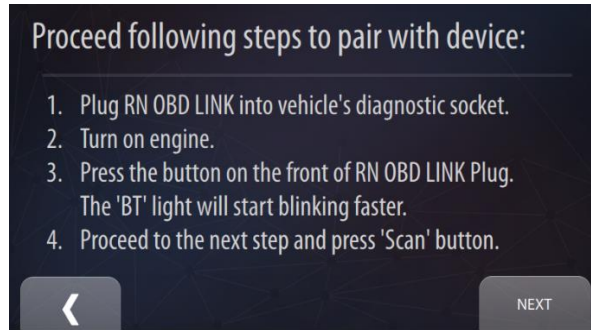 Proceed following steps to pair with device:
1. Plug RN OBD LINK into vehicle's diagnostic socket.
2. Turn on engine.
3. Press the button on the front of RN OBD LINK Plug.
The 'BT' light will start blinking faster.
4. Proceed to the next step and press 'Scan' button.
NEXT